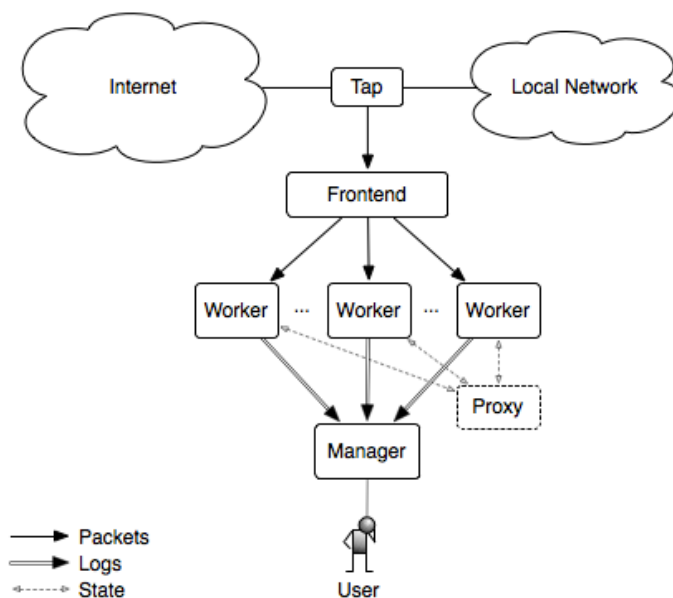 Internet
Tap
Local Network
Frontend
Worker ... Worker ... Worker
Proxy
Manager
Packets
Logs
State
User